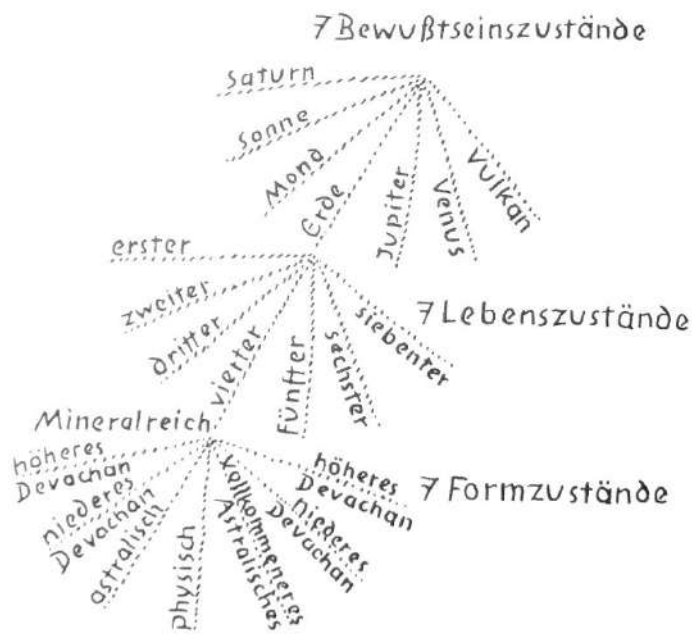 7 Bewußtseinszustände
Saturn
Sonne
Mond
Erde
Jupiter
Venus
Vulkan
erster
zweiter
dritter
vierter
fünfter
sechster
siebenter
7 Lebenszustände
Mineralreich
höheres
Devachan
niederes
Devachan
astralisch
physisch
vollkommeneres
Astralisches
niederes
Devachan
höheres
Devachan
7 Formzustände